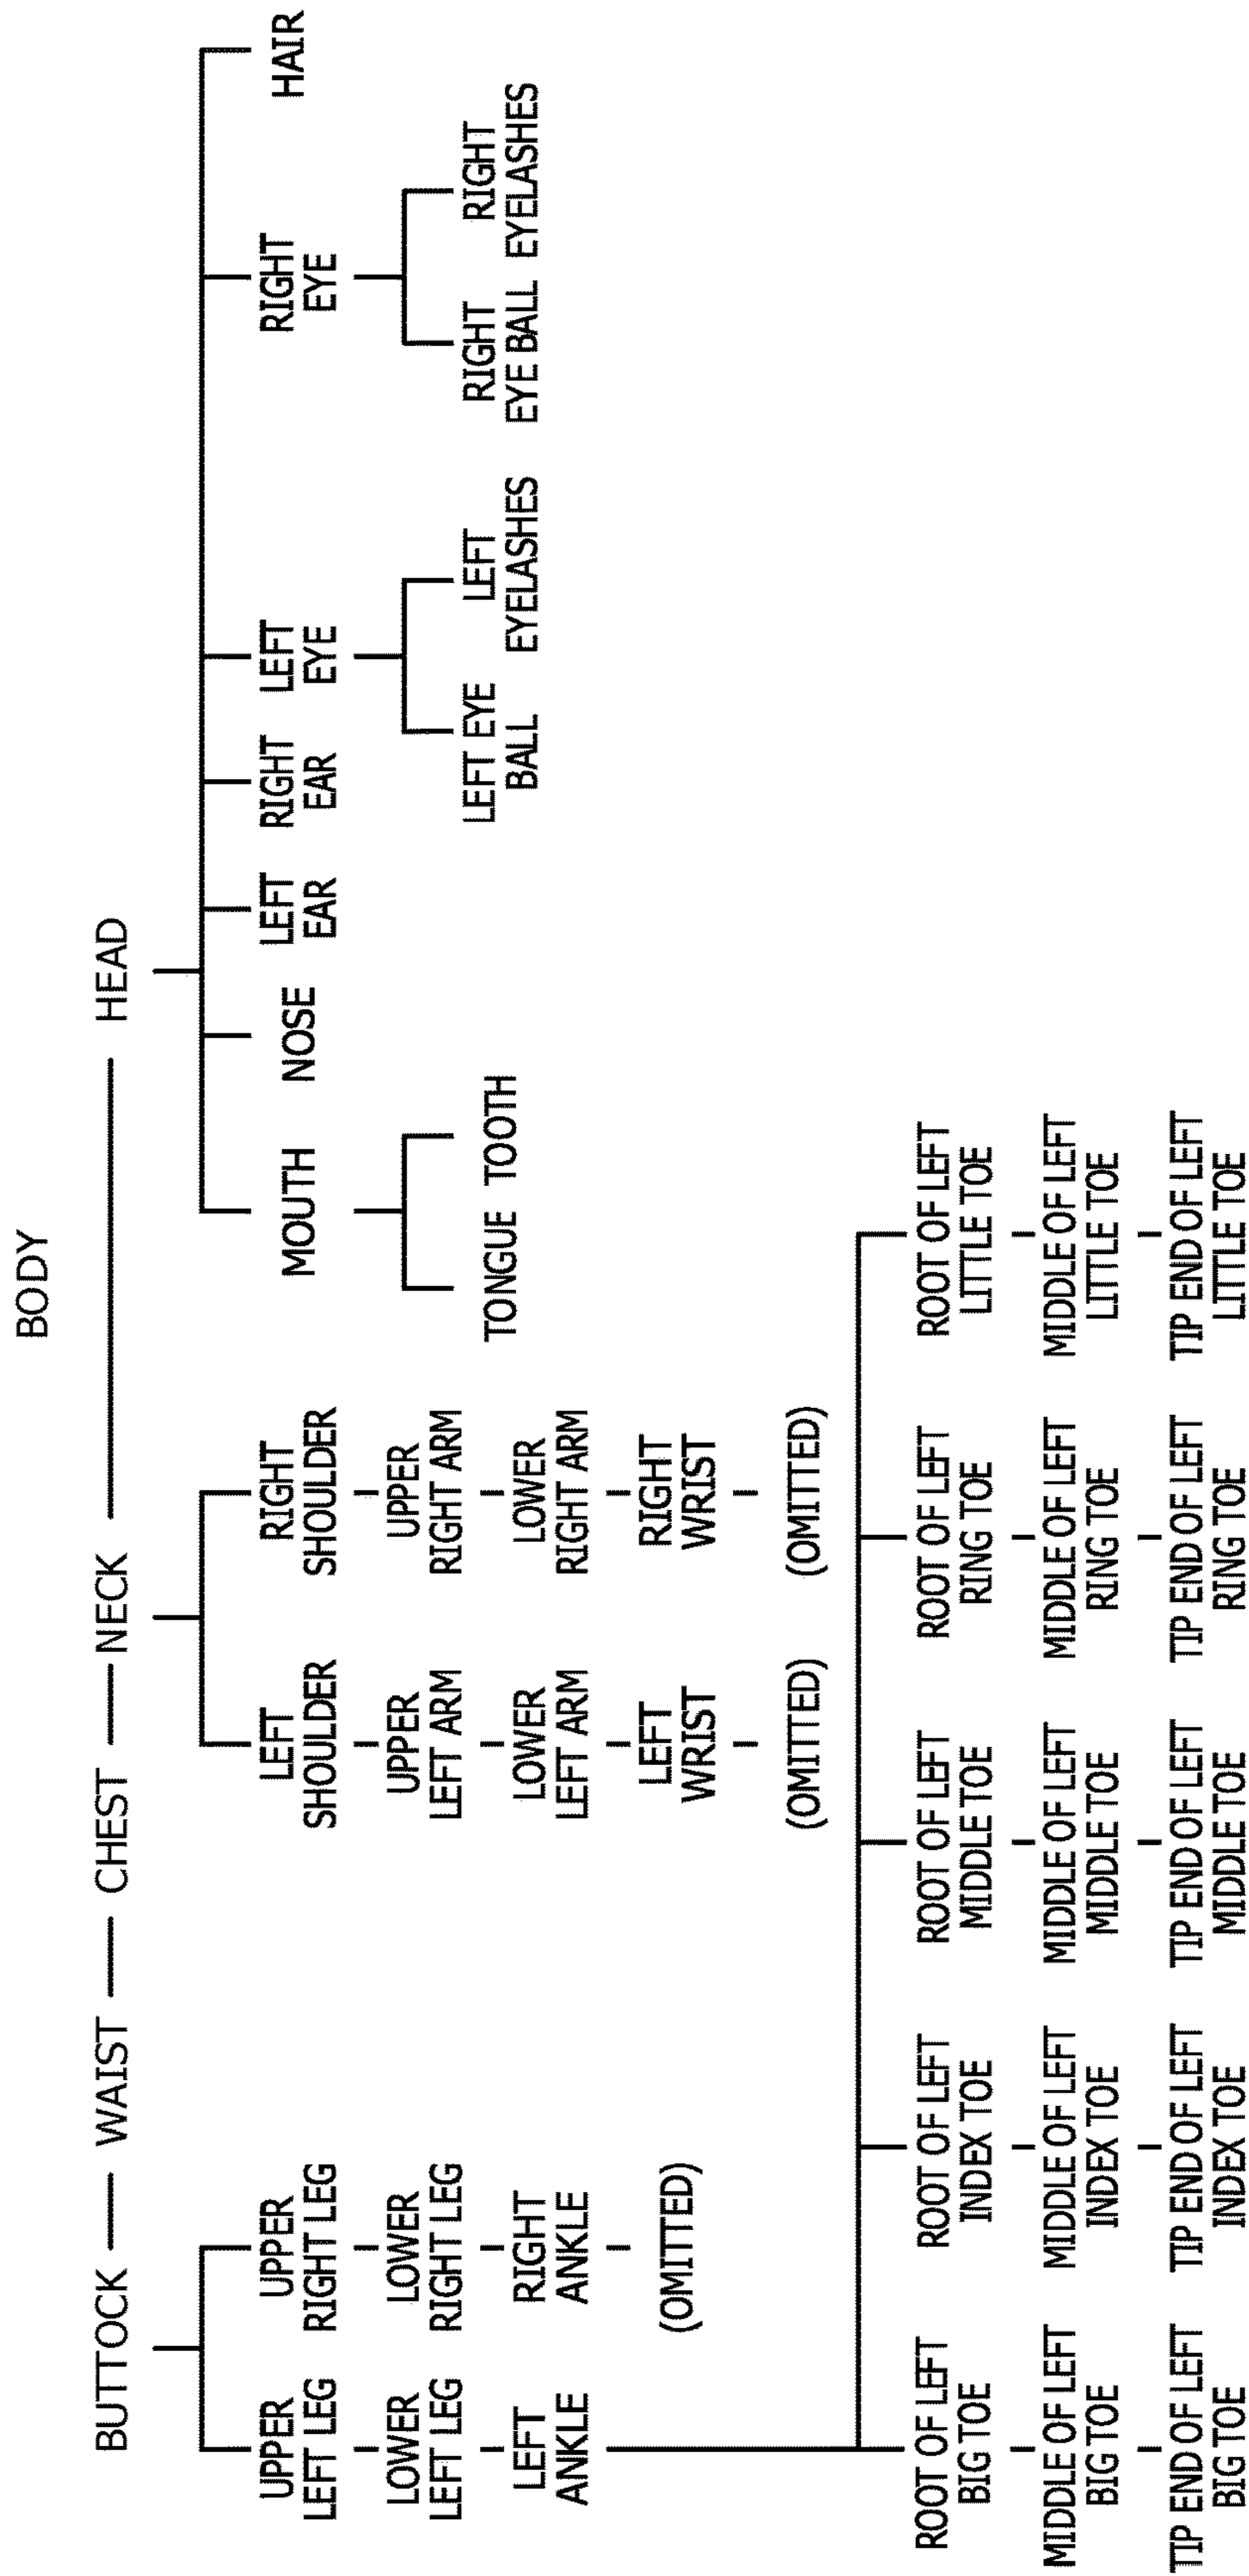 BODY
BUTTOCK WAIST CHEST NECK HEAD
UPPER
LEFT LEG
UPPER
RIGHT LEG
LEFT
SHOULDER
RIGHT
SHOULDER
MOUTH
NOSE
LEFT
EAR
RIGHT
EAR
LEFT
EYE
RIGHT
EYE
HAIR
LOWER
LEFT LEG
LOWER
RIGHT LEG
UPPER
LEFT ARM
UPPER
RIGHT ARM
TONGUE
TOOTH
LEFT EYE
BALL
LEFT
EYELASHES
RIGHT
EYE BALL
RIGHT
EYELASHES
LEFT
ANKLE
RIGHT
ANKLE
LOWER
LEFT ARM
LOWER
RIGHT ARM
(OMITTED)
LEFT
WRIST
RIGHT
WRIST
(OMITTED)
(OMITTED)
ROOT OF LEFT
BIG TOE
ROOT OF LEFT
INDEX TOE
ROOT OF LEFT
MIDDLE TOE
ROOT OF LEFT
RING TOE
ROOT OF LEFT
LITTLE TOE
MIDDLE OF LEFT
BIG TOE
MIDDLE OF LEFT
INDEX TOE
MIDDLE OF LEFT
MIDDLE TOE
MIDDLE OF LEFT
RING TOE
MIDDLE OF LEFT
LITTLE TOE
TIP END OF LEFT
BIG TOE
TIP END OF LEFT
INDEX TOE
TIP END OF LEFT
MIDDLE TOE
TIP END OF LEFT
RING TOE
TIP END OF LEFT
LITTLE TOE